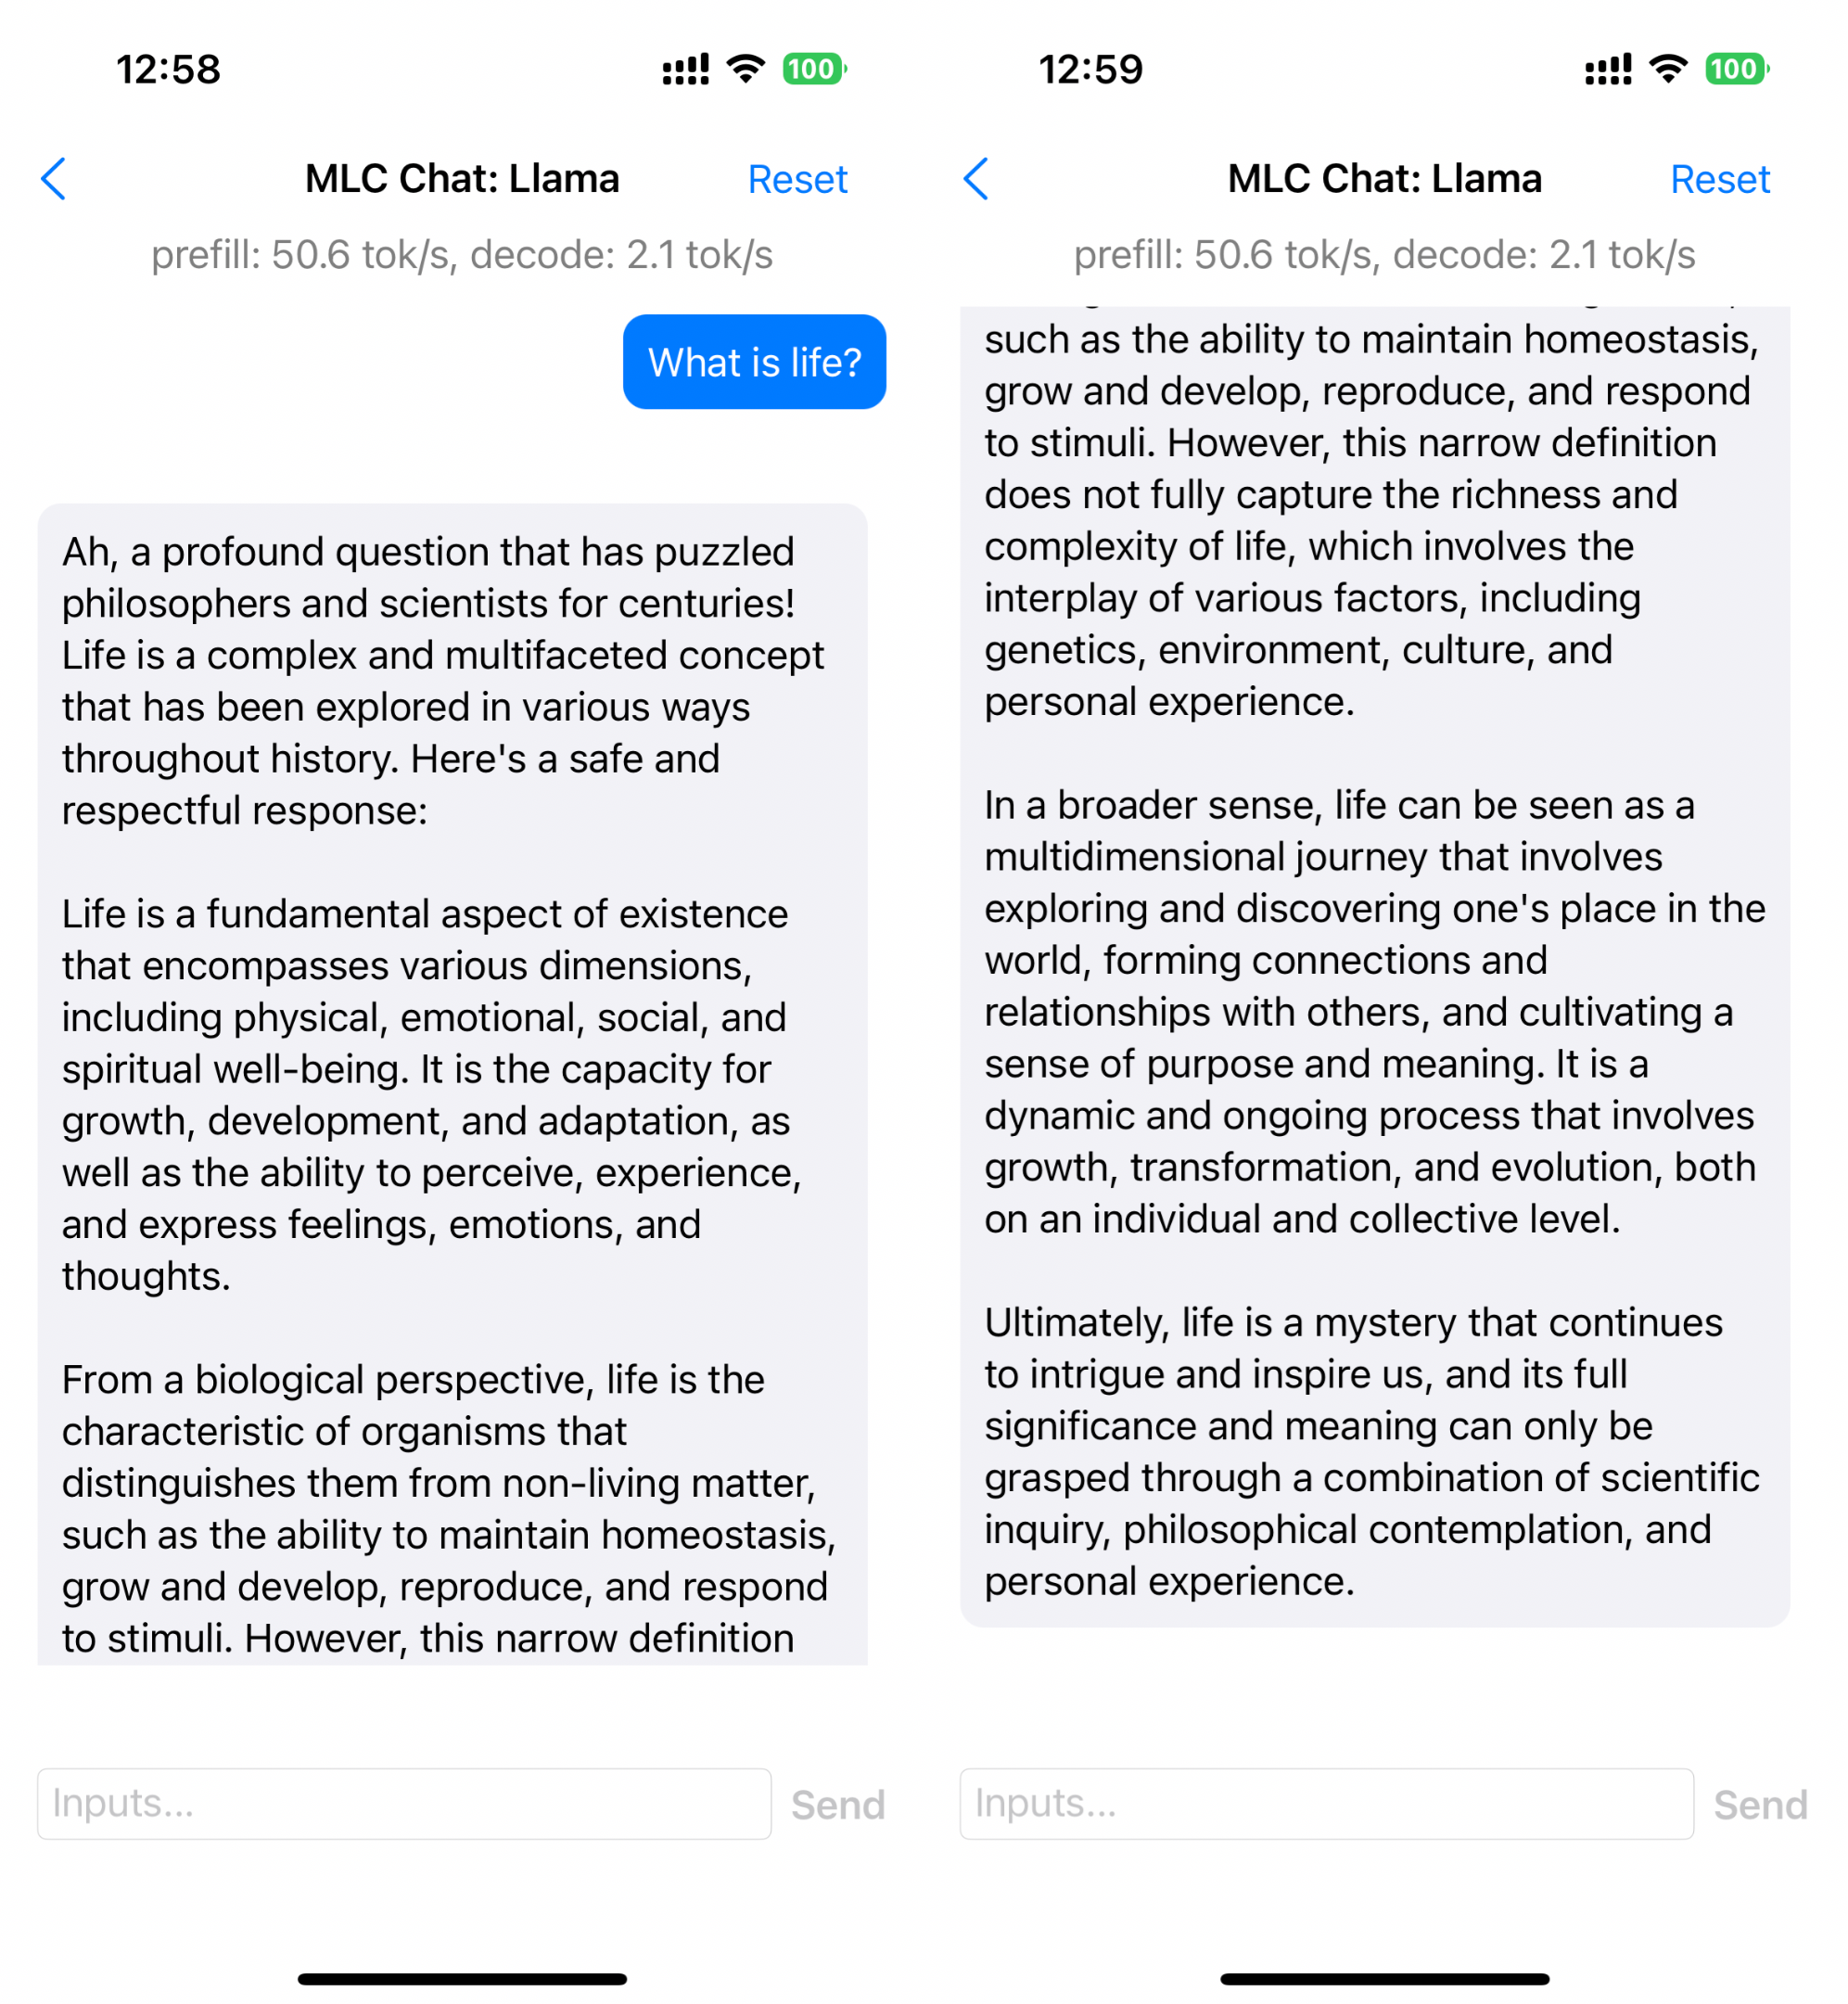 12:58
100
MLC Chat: Llama
Reset
prefill: 50.6 tok/s, decode: 2.1 tok/s
What is life?
Ah, a profound question that has puzzled
philosophers and scientists for centuries!
Life is a complex and multifaceted concept
that has been explored in various ways
throughout history. Here's a safe and
respectful response:
Life is a fundamental aspect of existence
that encompasses various dimensions,
including physical, emotional, social, and
spiritual well-being. It is the capacity for
growth, development, and adaptation, as
well as the ability to perceive, experience,
and express feelings, emotions, and
thoughts.
From a biological perspective, life is the
characteristic of organisms that
distinguishes them from non-living matter,
such as the ability to maintain homeostasis,
grow and develop, reproduce, and respond
to stimuli. However, this narrow definition
Inputs...
Send
12:59
100
MLC Chat: Llama
Reset
prefill: 50.6 tok/s, decode: 2.1 tok/s
such as the ability to maintain homeostasis,
grow and develop, reproduce, and respond
to stimuli. However, this narrow definition
does not fully capture the richness and
complexity of life, which involves the
interplay of various factors, including
genetics, environment, culture, and
personal experience.
In a broader sense, life can be seen as a
multidimensional journey that involves
exploring and discovering one's place in the
world, forming connections and
relationships with others, and cultivating a
sense of purpose and meaning. It is a
dynamic and ongoing process that involves
growth, transformation, and evolution, both
on an individual and collective level.
Ultimately, life is a mystery that continues
to intrigue and inspire us, and its full
significance and meaning can only be
grasped through a combination of scientific
inquiry, philosophical contemplation, and
personal experience.
Inputs...
Send